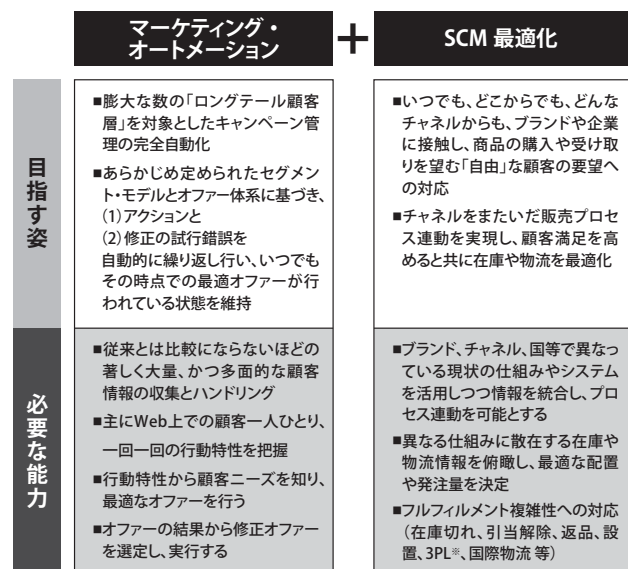 マーケティング・
オートメーション
+
SCM 最適化
目指す姿
■膨大な数の「ロングテール顧客
層」を対象としたキャンペーン管
理の完全自動化
■あらかじめ定められたセグメン
ト・モデルとオファー体系に基づき、
(1)アクションと
(2)修正の試行錯誤を
自動的に繰り返し行い、いつでも
その時点での最適オファーが行
われている状態を維持
■いつでも、どこからでも、どんな
チャネルからも、ブランドや企業
に接触し、商品の購入や受け取
りを望む「自由」な顧客の要望へ
の対応
■チャネルをまたいだ販売プロセ
ス連動を実現し、顧客満足を高
めると共に在庫や物流を最適化
必要な能力
■従来とは比較にならないほどの
著しく大量、かつ多面的な顧客
情報の収集とハンドリング
■主にWeb上での顧客一人ひとり、
一回一回の行動特性を把握
■行動特性から顧客ニーズを知り、
最適なオファーを行う
■オファーの結果から修正オファー
を選定し、実行する
■ブランド、チャネル、国等で異なっ
ている現状の仕組みやシステム
を活用しつつ情報を統合し、プロ
セス連動を可能とする
■異なる仕組みに散在する在庫や
物流情報を俯瞰し、最適な配置
や発注量を決定
■フルフィルメント複雑性への対応
(在庫切れ、引当解除、返品、設
置、3PL※、国際物流 等)